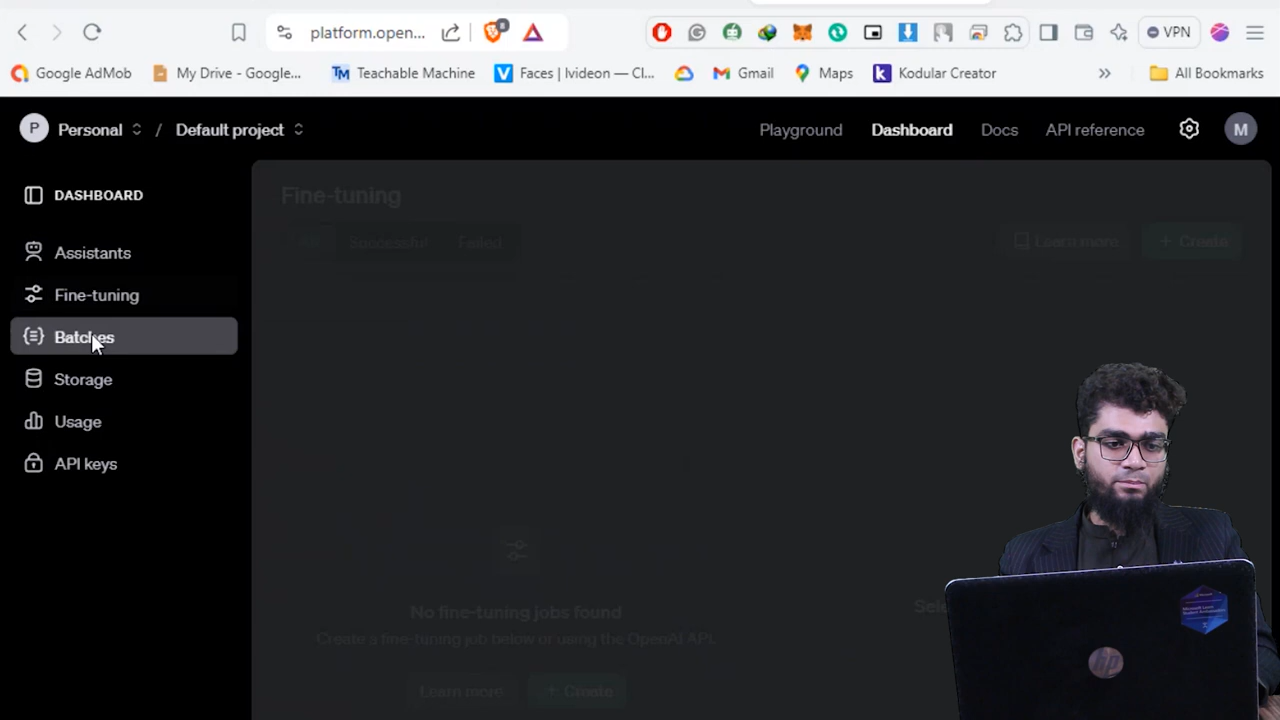 platform.open...
VPN
Google AdMob
My Drive - Google...
TM Teachable Machine
Faces | Ivideon — Cl...
Gmail
Maps
k Kodular Creator
»
All Bookmarks
P Personal / Default project
Playground
Dashboard
Docs
API reference
M
DASHBOARD
Assistants
Fine-tuning
Batches
Storage
Usage
API keys
Fine-tuning
All
Successful
Failed
Learn more
+ Create
No fine-tuning jobs found
Create a fine-tuning job below or using the OpenAI API.
Learn more
+ Create
hp